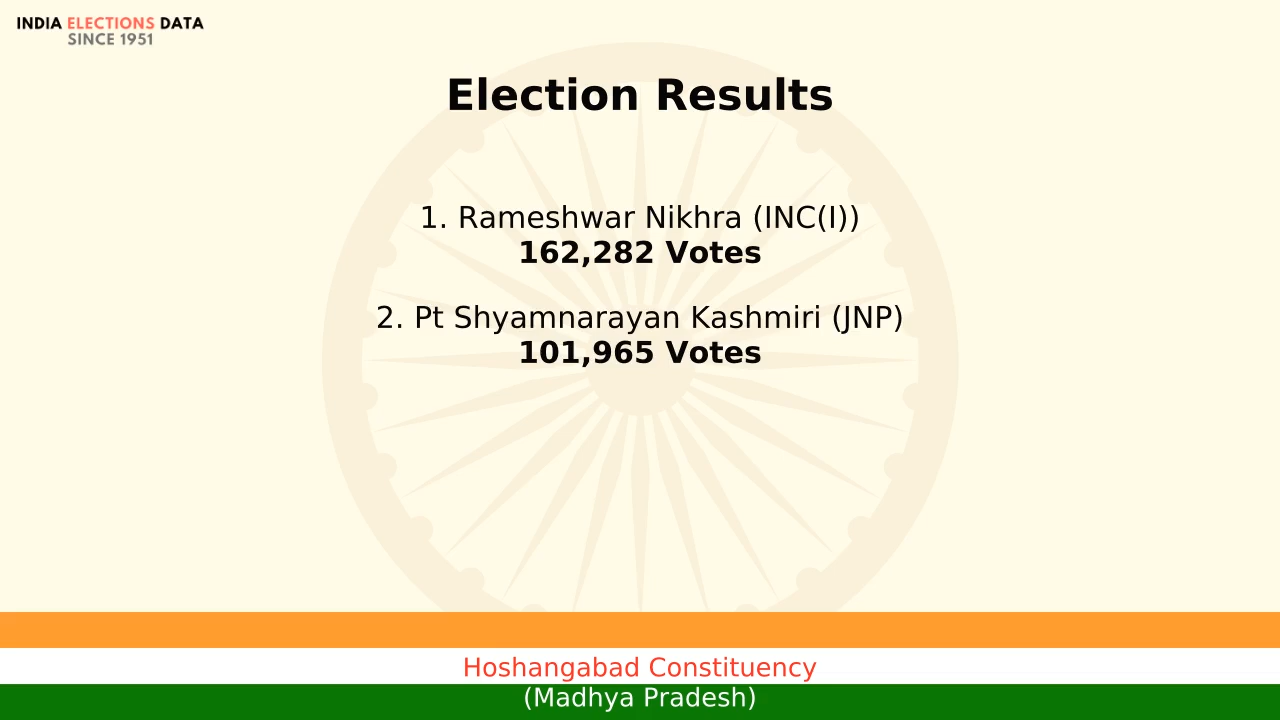 INDIA ELECTIONS DATA
SINCE 1951
Election Results
1. Rameshwar Nikhra (INC(I))
162,282 Votes
2. Pt Shyamnarayan Kashmiri (JNP)
101,965 Votes
Hoshangabad Constituency
(Madhya Pradesh)